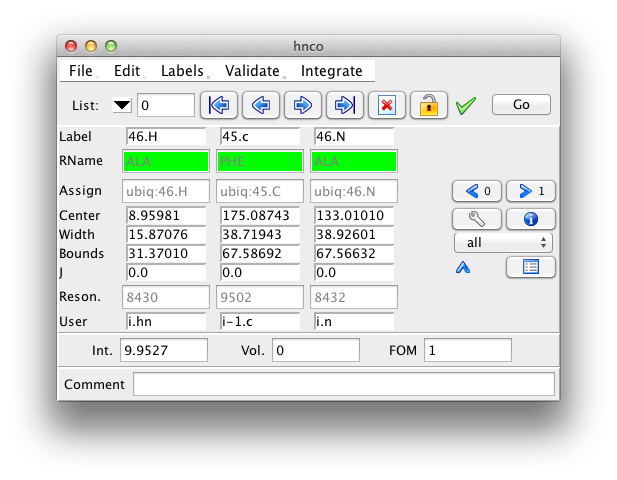 hnco
File Edit Labels Validate Integrate
List: 0 Go
Label 46.H 45.c 46.N
RName ALA PHE ALA
Assign ubiq:46.H ubiq:45.C ubiq:46.N 0 1
Center 8.95981 175.08743 133.01010
Width 15.87076 38.71943 38.92601
all
Bounds 31.37010 67.58692 67.56632
J 0.0 0.0 0.0
Reson. 8430 9502 8432
User i.hn i-1.c i.n
Int. 9.9527 Vol. 0 FOM 1
Comment